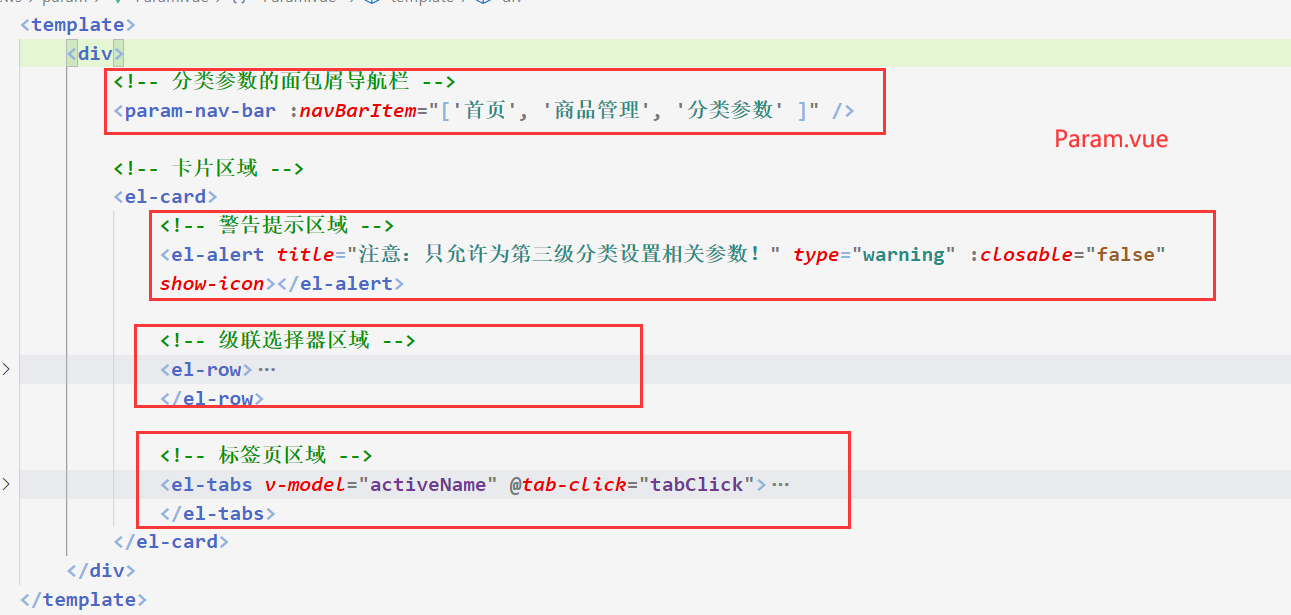 <template>
<div>
<!-- 分类参数的面包屑导航栏 -->
<param-nav-bar :navBarItem="['首页', '商品管理', '分类参数' ]" />
Param.vue
<!-- 卡片区域 -->
<el-card>
<!-- 警告提示区域 -->
<el-alert title="注意：只允许为第三级分类设置相关参数！" type="warning" :closable="false"
show-icon></el-alert>
<!-- 级联选择器区域 -->
<el-row>···
</el-row>
<!-- 标签页区域 -->
<el-tabs v-model="activeName" @tab-click="tabClick">···
</el-tabs>
</el-card>
</div>
</template>